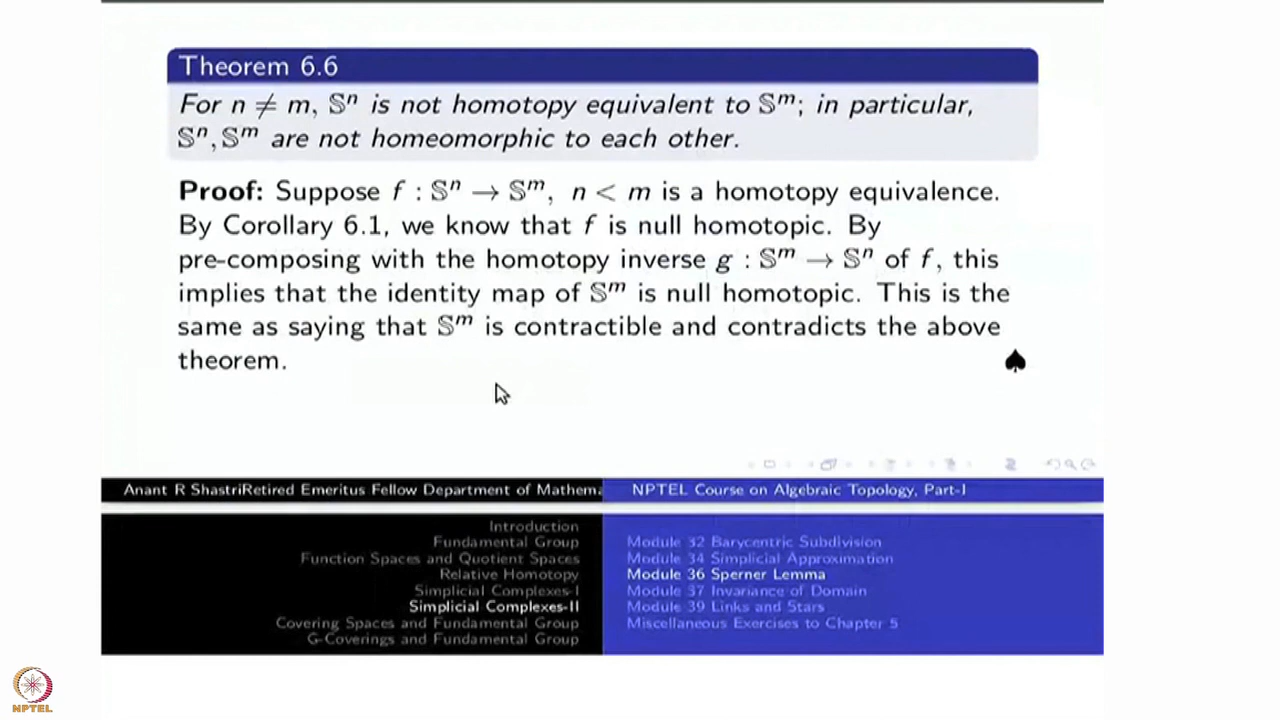 Theorem 6.6
For n ≠ m, 𝕊ⁿ is not homotopy equivalent to 𝕊ᵐ; in particular,
𝕊ⁿ, 𝕊ᵐ are not homeomorphic to each other.
Proof: Suppose f : 𝕊ⁿ → 𝕊ᵐ, n < m is a homotopy equivalence.
By Corollary 6.1, we know that f is null homotopic. By
pre-composing with the homotopy inverse g : 𝕊ᵐ → 𝕊ⁿ of f, this
implies that the identity map of 𝕊ᵐ is null homotopic. This is the
same as saying that 𝕊ᵐ is contractible and contradicts the above
theorem. ♠
Anant R ShastriRetired Emeritus Fellow Department of Mathema
NPTEL Course on Algebraic Topology, Part-I
Introduction
Fundamental Group
Function Spaces and Quotient Spaces
Relative Homotopy
Simplicial Complexes-I
Simplicial Complexes-II
Covering Spaces and Fundamental Group
G-Coverings and Fundamental Group
Module 32 Barycentric Subdivision
Module 34 Simplicial Approximation
Module 36 Sperner Lemma
Module 37 Invariance of Domain
Module 39 Links and Stars
Miscellaneous Exercises to Chapter 5
NPTEL